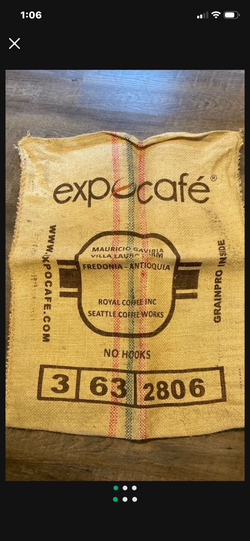 1:06
expocafé®
MAURICIO GAVIRIA
VILLA LAURA FARM
FREDONIA - ANTIOQUIA
ROYAL COFFEE INC
SEATTLE COFFEE WORKS
NO HOOKS
3 63 2806
WWW.EXPOCAFE.COM
GRAINPRO INSIDE